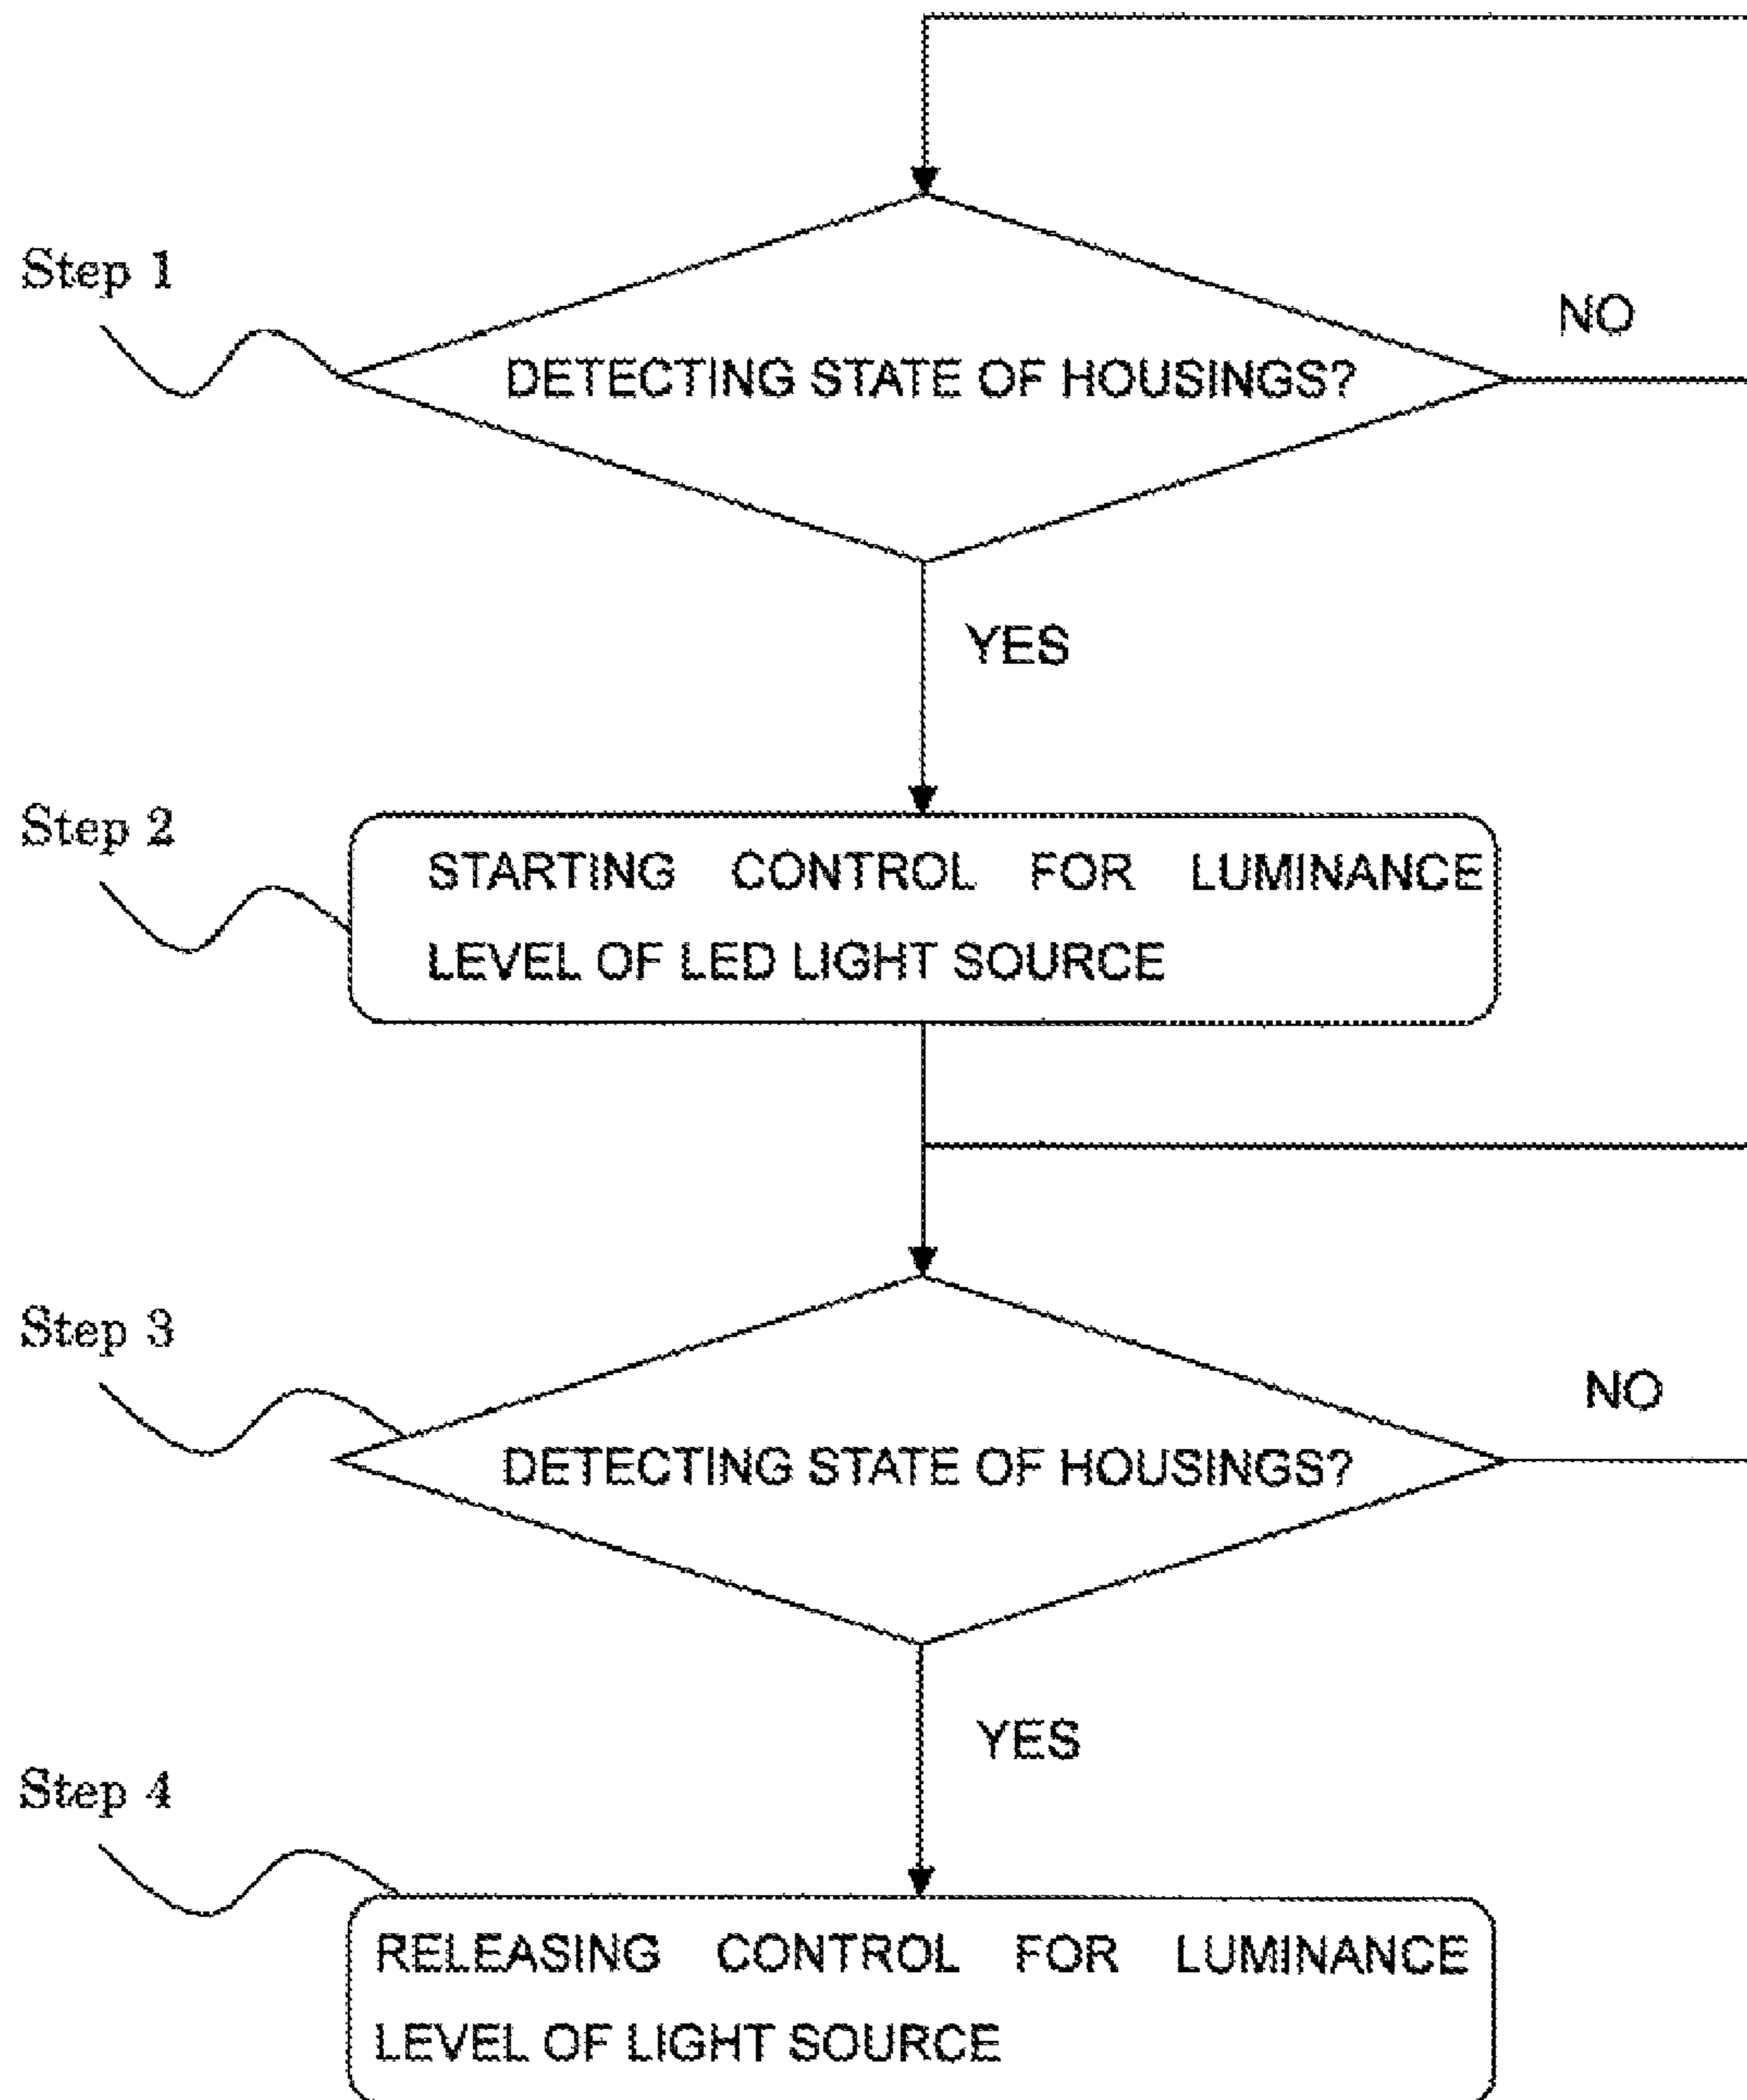 Step 1
NO
DETECTING STATE OF HOUSINGS?
YES
Step 2
STARTING CONTROL FOR LUMINANCE
LEVEL OF LED LIGHT SOURCE
Step 3
NO
DETECTING STATE OF HOUSINGS?
YES
Step 4
RELEASING CONTROL FOR LUMINANCE
LEVEL OF LIGHT SOURCE